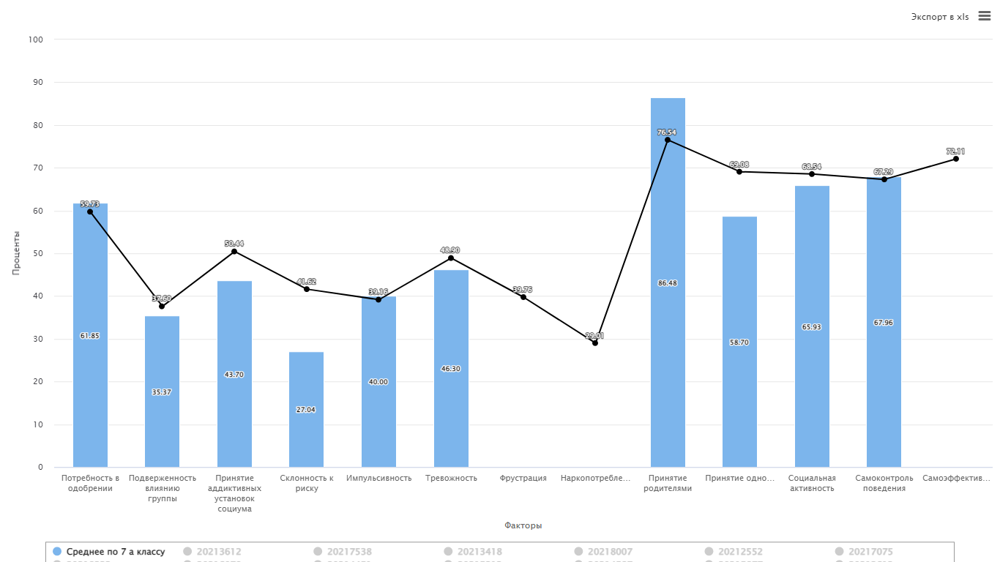 Экспорт в xls
100
90
80
70
60
50
40
30
20
10
0
Проценты
59.73
37.60
50.44
41.62
39.16
48.90
39.76
29.01
76.54
69.08
68.54
67.29
72.11
61.85
35.37
43.70
27.04
40.00
46.30
86.48
58.70
65.93
67.96
Потребность в
одобрении
Подверженность
влиянию
группы
Принятие
аддиктивных
установок
социума
Склонность к
риску
Импульсивность
Тревожность
Фрустрация
Наркопотребле...
Принятие
родителями
Принятие одно...
Социальная
активность
Самоконтроль
поведения
Самоэффектив...
Факторы
Среднее по 7 а классу
20213612
20217538
20213418
20218007
20212552
20217075